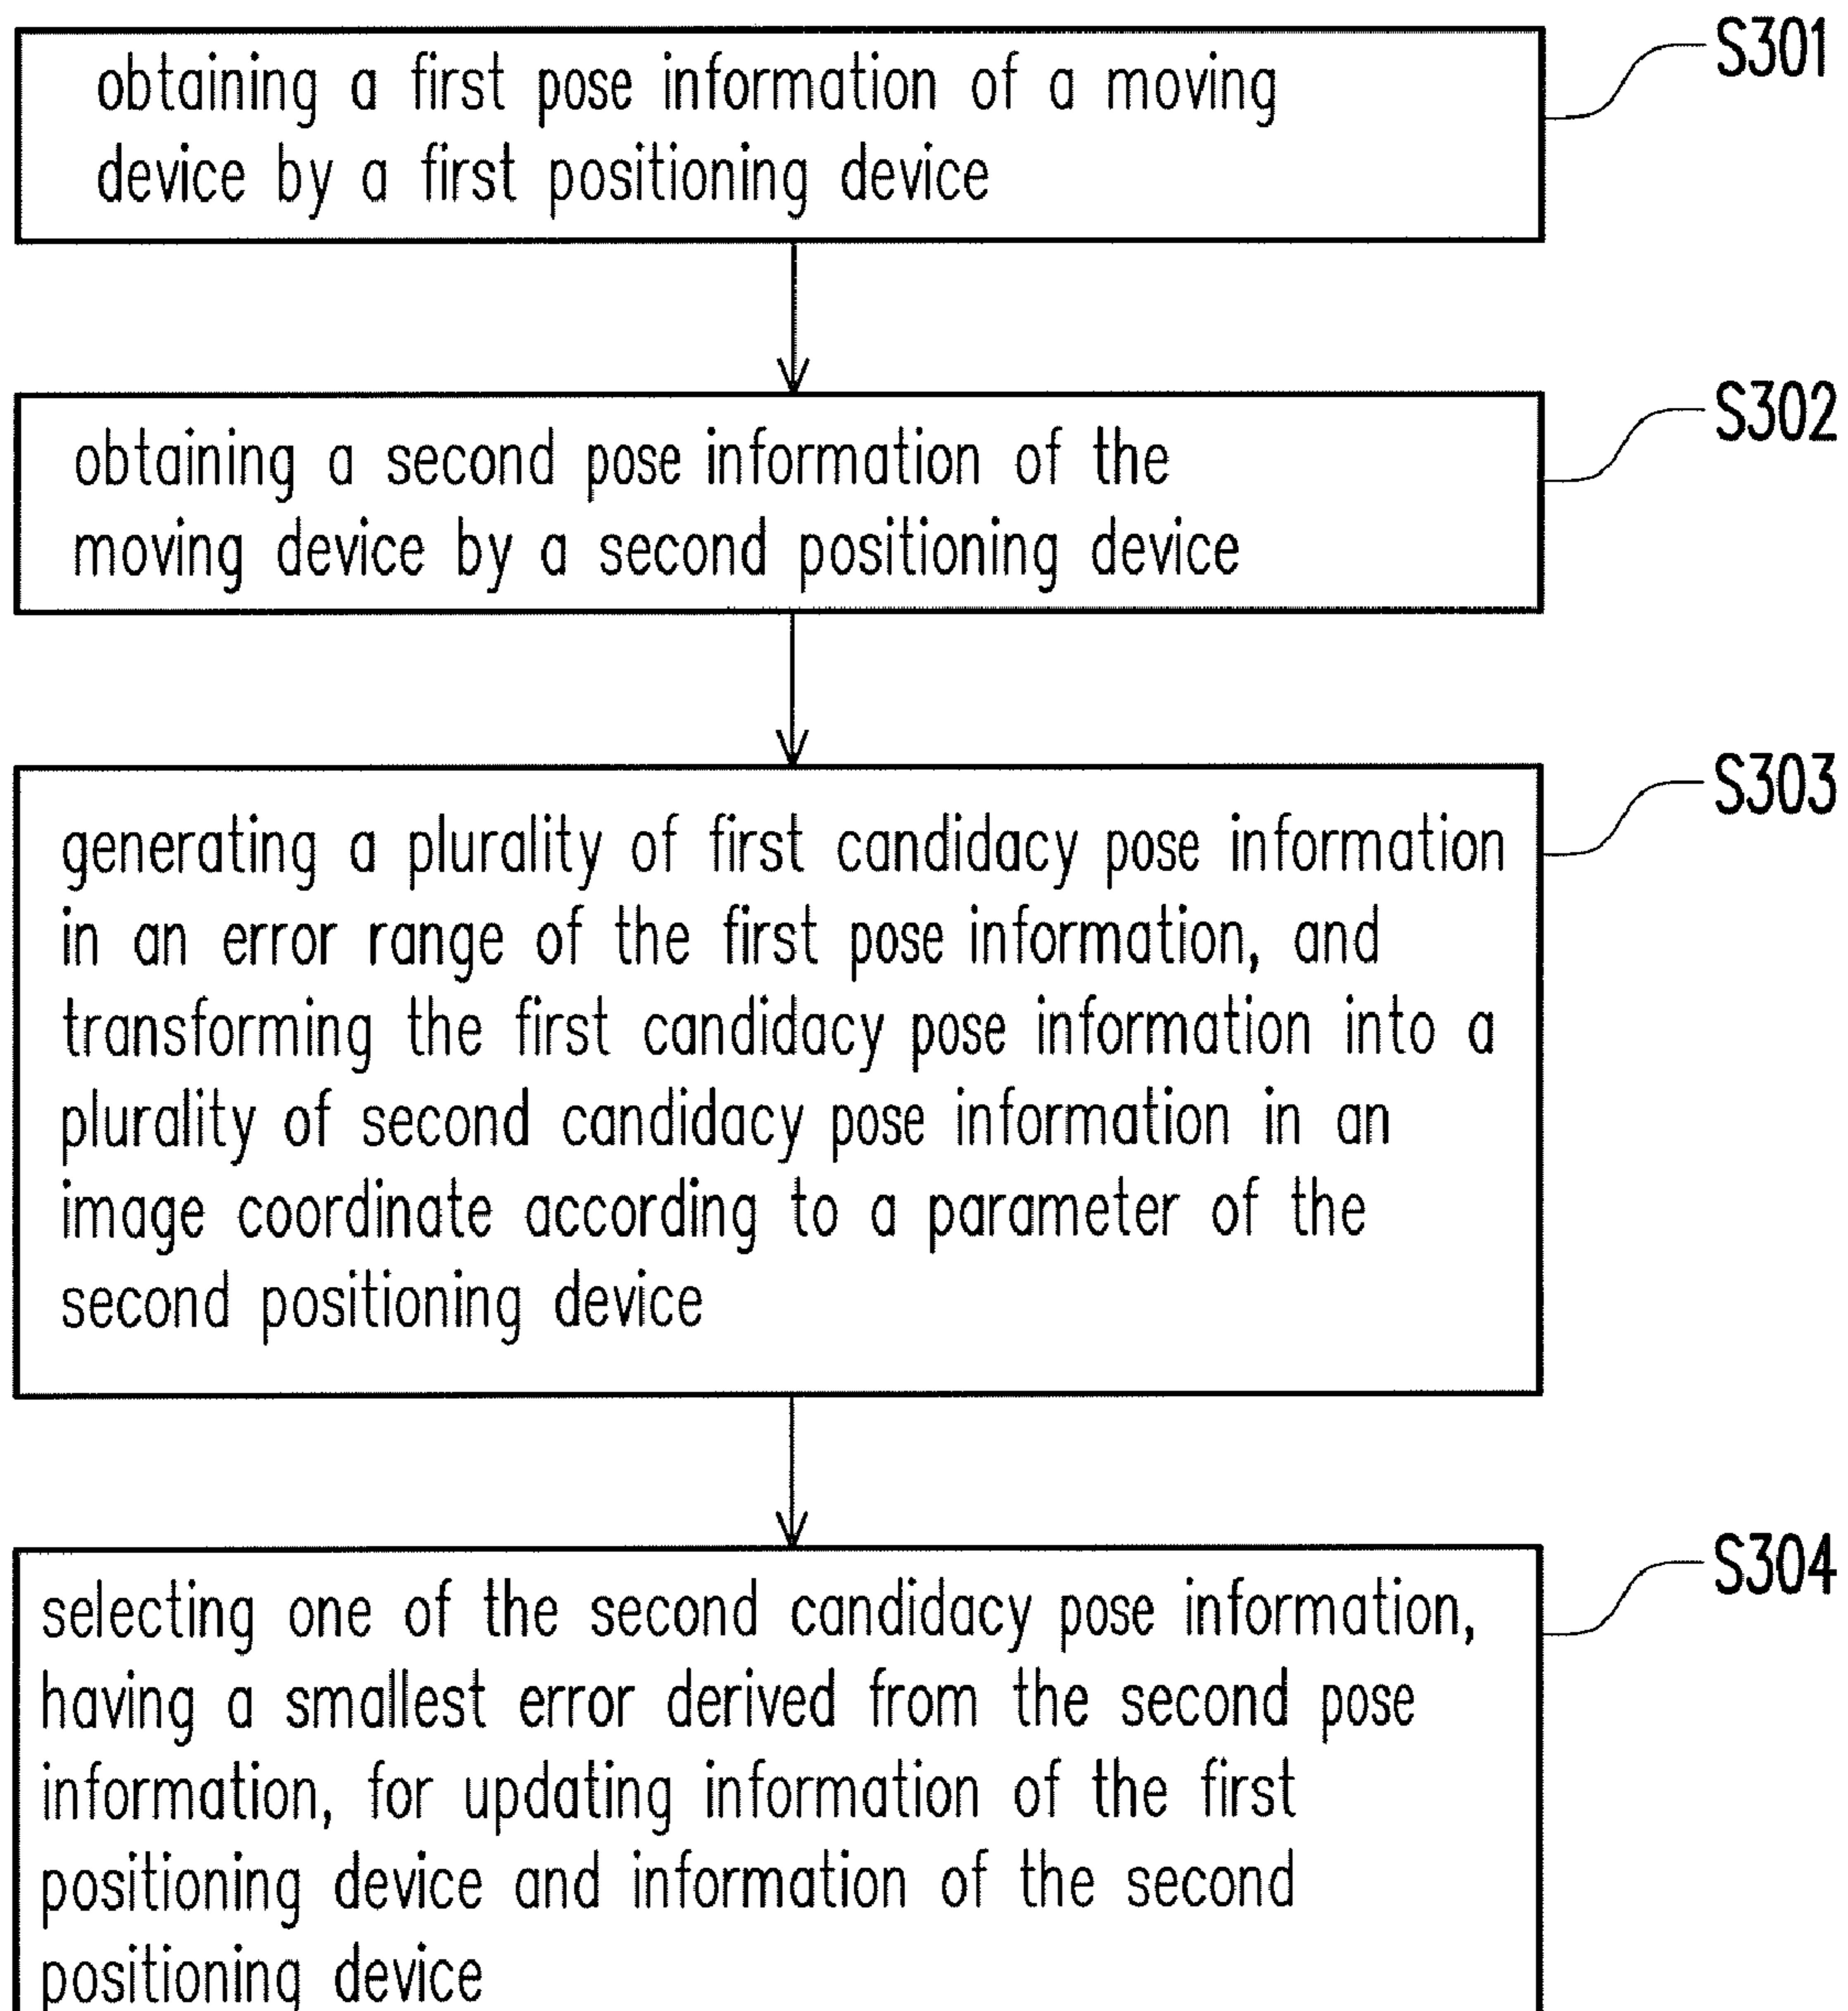 obtaining a first pose information of a moving
device by a first positioning device
S301
obtaining a second pose information of the
moving device by a second positioning device
S302
generating a plurality of first candidacy pose information
in an error range of the first pose information, and
transforming the first candidacy pose information into a
plurality of second candidacy pose information in an
image coordinate according to a parameter of the
second positioning device
S303
selecting one of the second candidacy pose information,
having a smallest error derived from the second pose
information, for updating information of the first
positioning device and information of the second
positioning device
S304